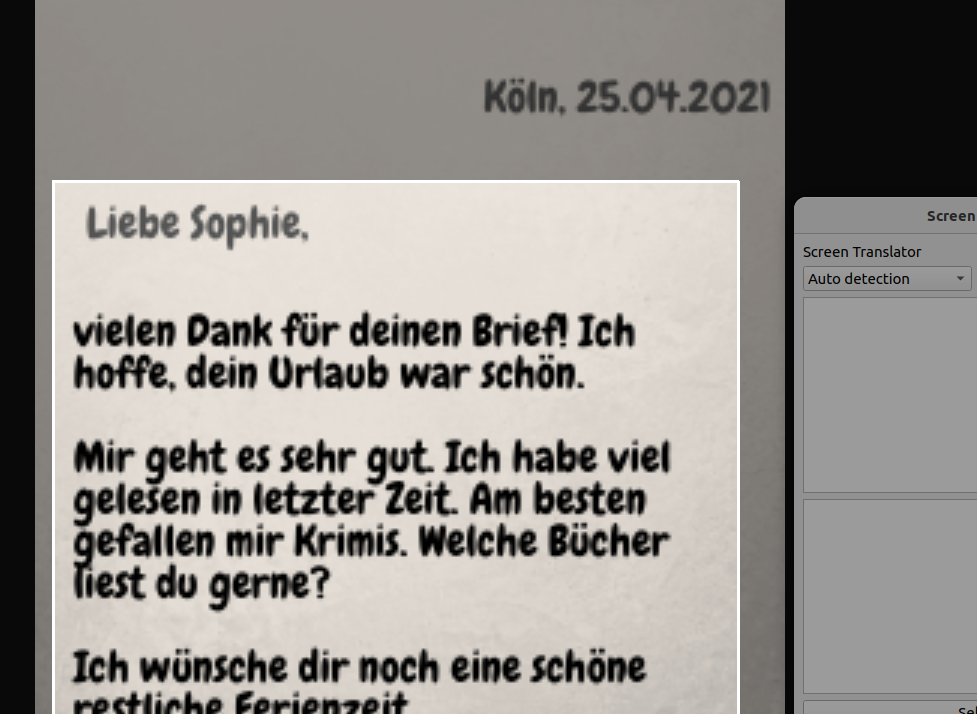 Köln, 25.04.2021
Liebe Sophie,
vielen Dank für deinen Brief! Ich
hoffe, dein Urlaub war schön.
Mir geht es sehr gut. Ich habe viel
gelesen in letzter Zeit. Am besten
gefallen mir Krimis. Welche Bücher
liest du gerne?
Ich wünsche dir noch eine schöne
restliche Ferienzeit
Screen
Screen Translator
Auto detection